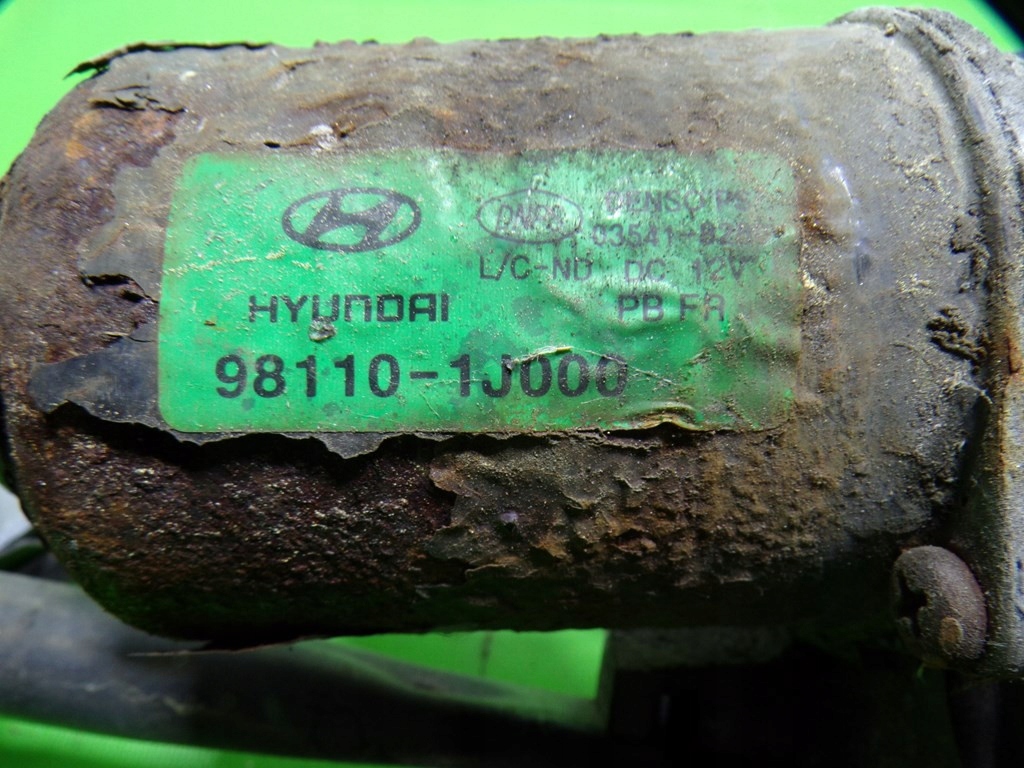 HYUNDAI
L/C-ND DC 12V
PB FR
98110-1J000